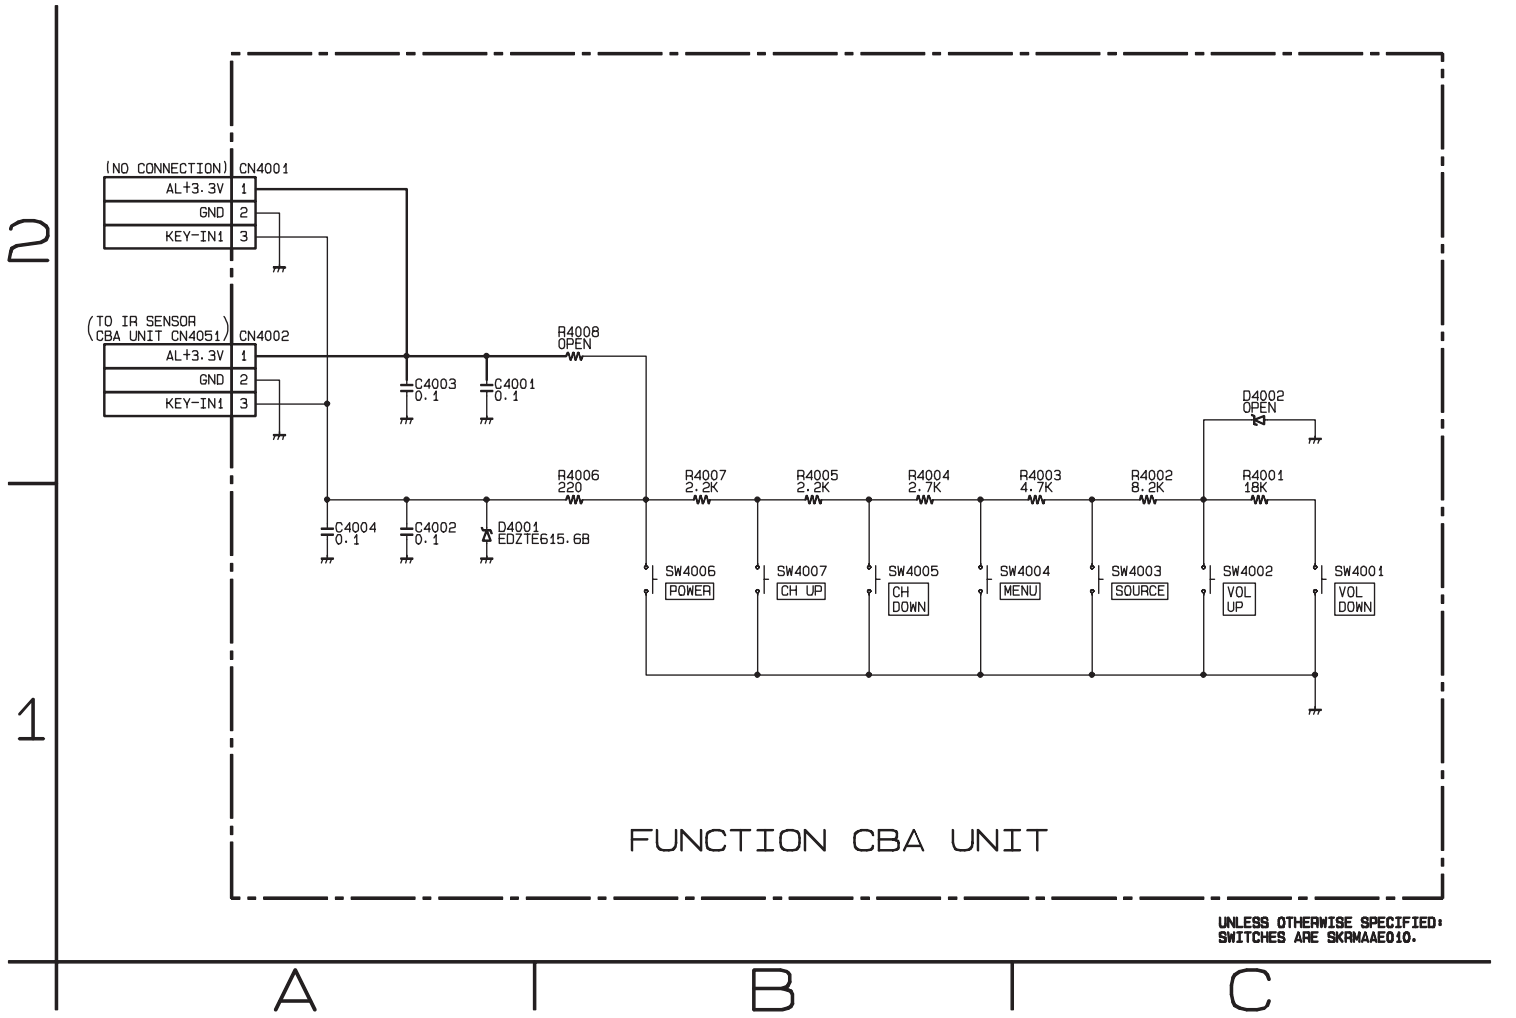 (NO CONNECTION) CN4001
AL+3.3V 1
GND 2
KEY-IN1 3
2
(TO IR SENSOR
CBA UNIT CN4051) CN4002
AL+3.3V 1
GND 2
KEY-IN1 3
R4008
OPEN
C4003
0.1
C4001
0.1
D4002
OPEN
R4006
220
R4007
2.2K
R4005
2.2K
R4004
2.7K
R4003
4.7K
R4002
8.2K
R4001
18K
C4004
0.1
C4002
0.1
D4001
EDZTE615.6B
SW4006
POWER
SW4007
CH UP
SW4005
CH
DOWN
SW4004
MENU
SW4003
SOURCE
SW4002
VOL
UP
SW4001
VOL
DOWN
1
FUNCTION CBA UNIT
UNLESS OTHERWISE SPECIFIED:
SWITCHES ARE SKRMAAE010.
A B C